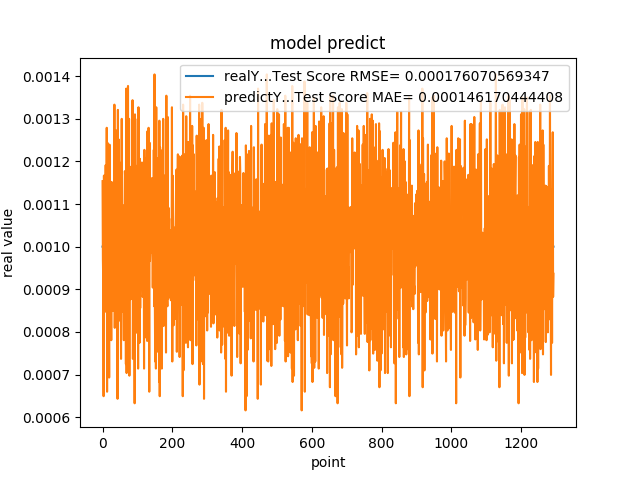 model predict
realY...Test Score RMSE= 0.000176070569347
predictY...Test Score MAE= 0.000146170444408
0.0014
0.0013
0.0012
0.0011
0.0010
0.0009
0.0008
0.0007
0.0006
real value
0 200 400 600 800 1000 1200
point